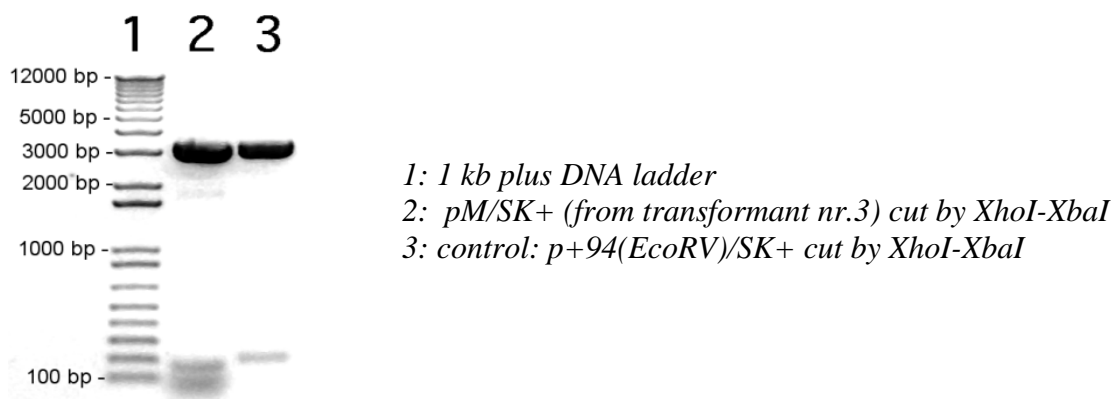 1 2 3
12000 bp -
5000 bp -
3000 bp -
2000 bp -
1000 bp -
100 bp -
1: 1 kb plus DNA ladder
2: pM/SK+ (from transformant nr.3) cut by XhoI-XbaI
3: control: p+94(EcoRV)/SK+ cut by XhoI-XbaI